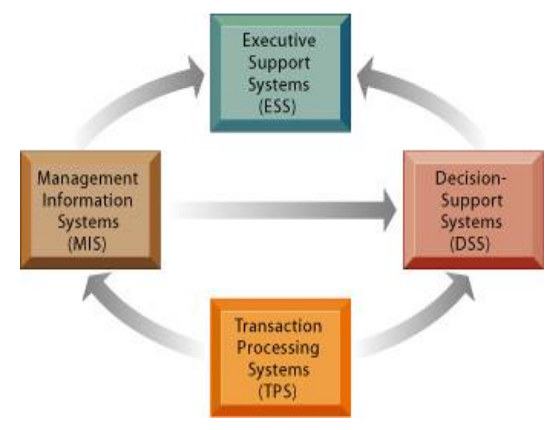 Executive
Support
Systems
(ESS)
Management
Information
Systems
(MIS)
Decision-
Support
Systems
(DSS)
Transaction
Processing
Systems
(TPS)